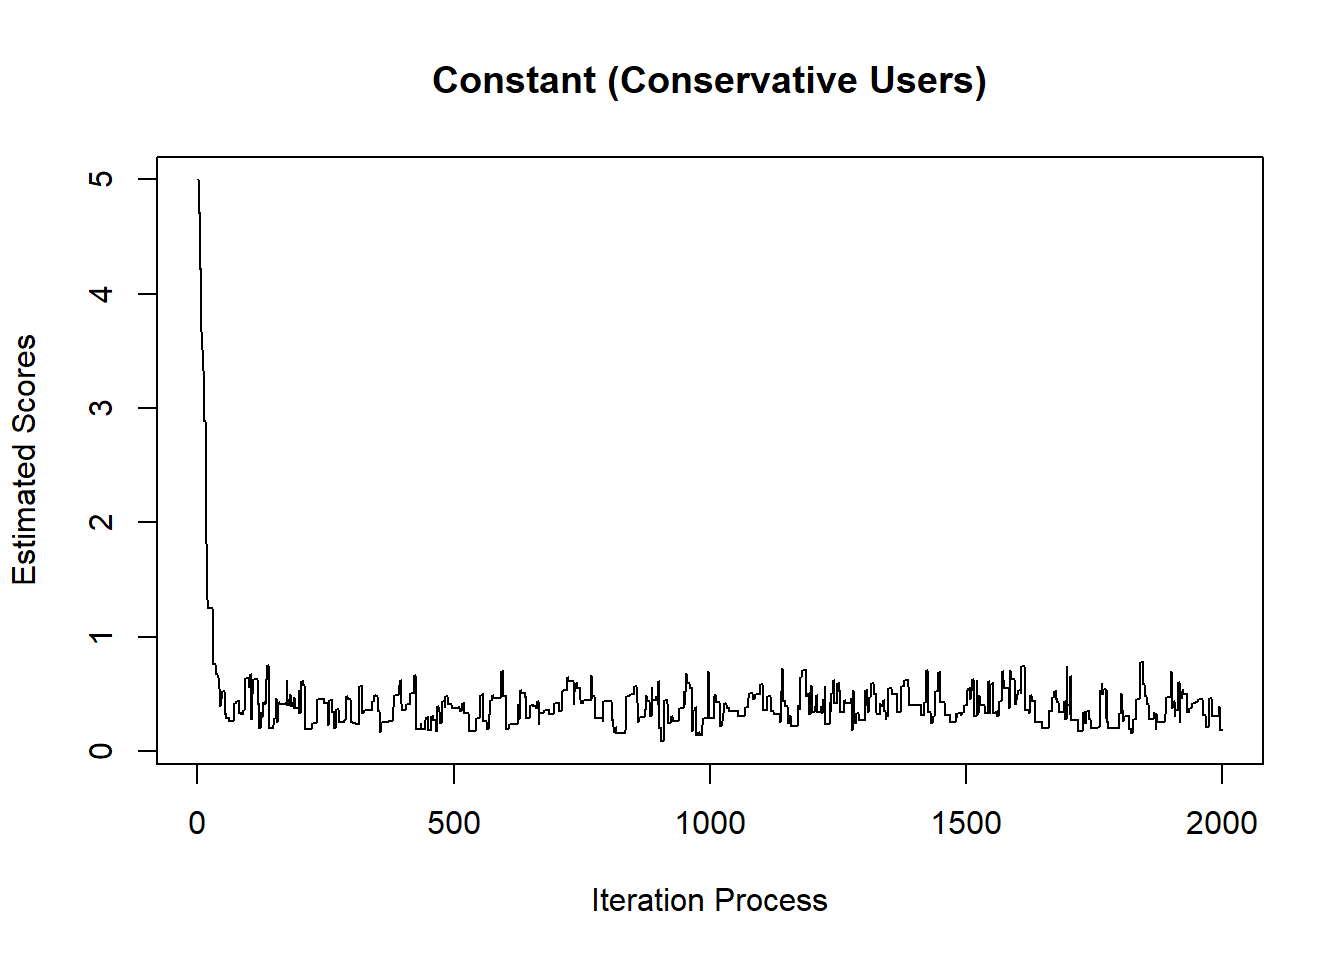 Constant (Conservative Users)
Estimated Scores
5
4
3
2
1
0
0 500 1000 1500 2000
Iteration Process